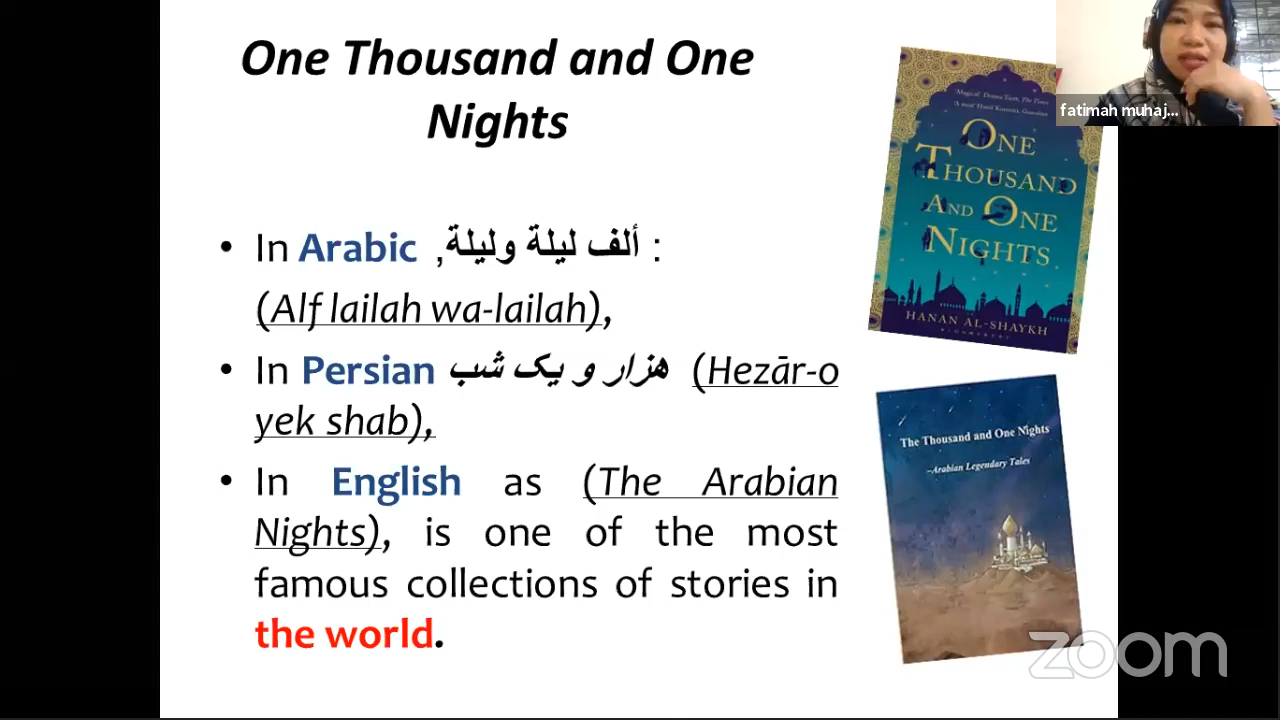 One Thousand and One
Nights
• In Arabic ألف ليلة وليلة, :
(Alf lailah wa-lailah),
• In Persian هزار و یک شب (Hezār-o
yek shab),
• In English as (The Arabian
Nights), is one of the most
famous collections of stories in
the world.
fatimah muhaj...
ONE
THOUSAND
AND ONE
NIGHTS
HANAN AL-SHAYKH
BLOOMSBURY
The Thousand and One Nights
–Arabian Legendary Tales
zoom